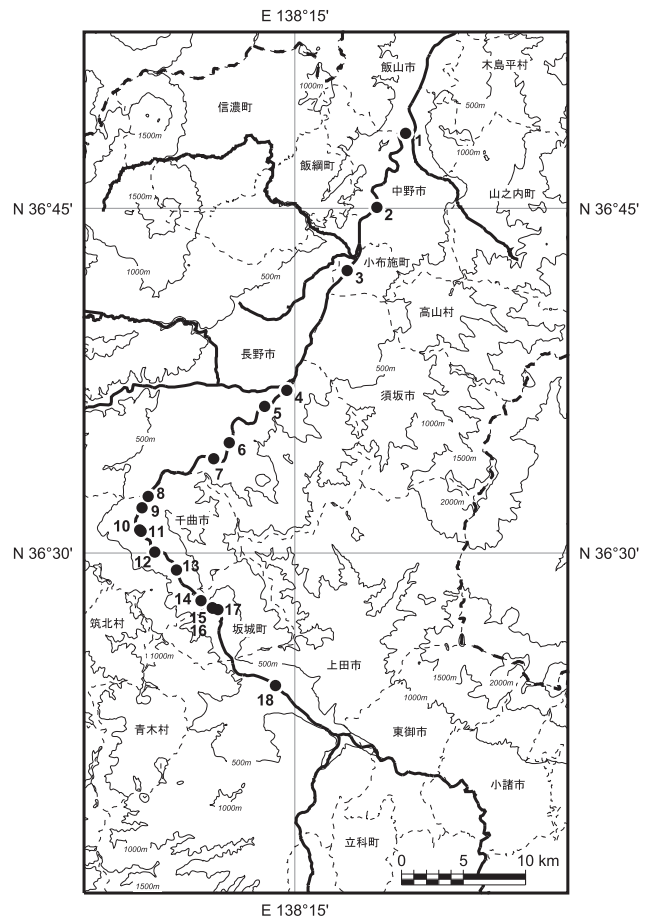 E 138°15'
飯山市
木島平村
1000m
信濃町
500m
1500m
1
1000m
飯綱町
中野市
山之内町
1500m
N 36°45'
2
N 36°45'
小布施町
3
1000m
500m
高山村
長野市
500m
4
須坂市
5
1000m
500m
6
1500m
7
2000m
8
9
千曲市
10
11
N 36°30'
12
N 36°30'
13
14
17
15
筑北村
坂城町
16
1000m
500m
上田市
1500m
2000m
18
1000m
青木村
東御市
500m
小諸市
1000m
立科町
1000m
0 5 10 km
1500m
E 138°15'